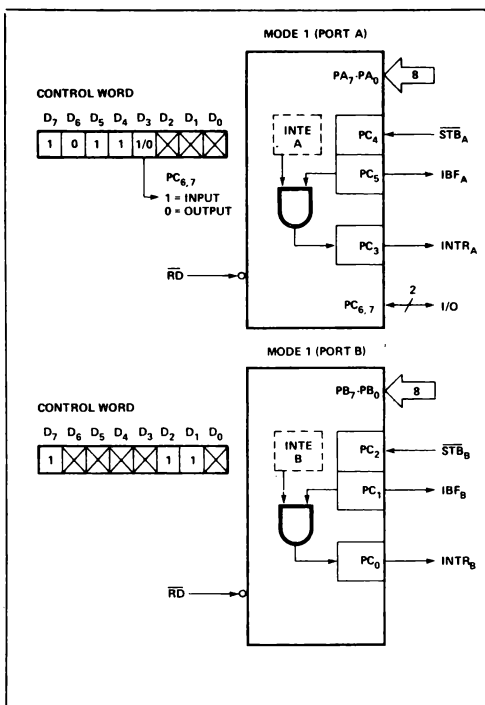 MODE 1 (PORT A)
PA7-PA0
8
CONTROL WORD
D7 D6 D5 D4 D3 D2 D1 D0
1 0 1 1 1/0
INTE
A
PC4
STBA
PC6,7
1 = INPUT
0 = OUTPUT
PC5
IBFA
PC3
INTRA
RD
PC6,7
2
I/O
MODE 1 (PORT B)
PB7-PB0
8
CONTROL WORD
D7 D6 D5 D4 D3 D2 D1 D0
1 1 1
INTE
B
PC2
STBB
PC1
IBFB
PC0
INTRB
RD